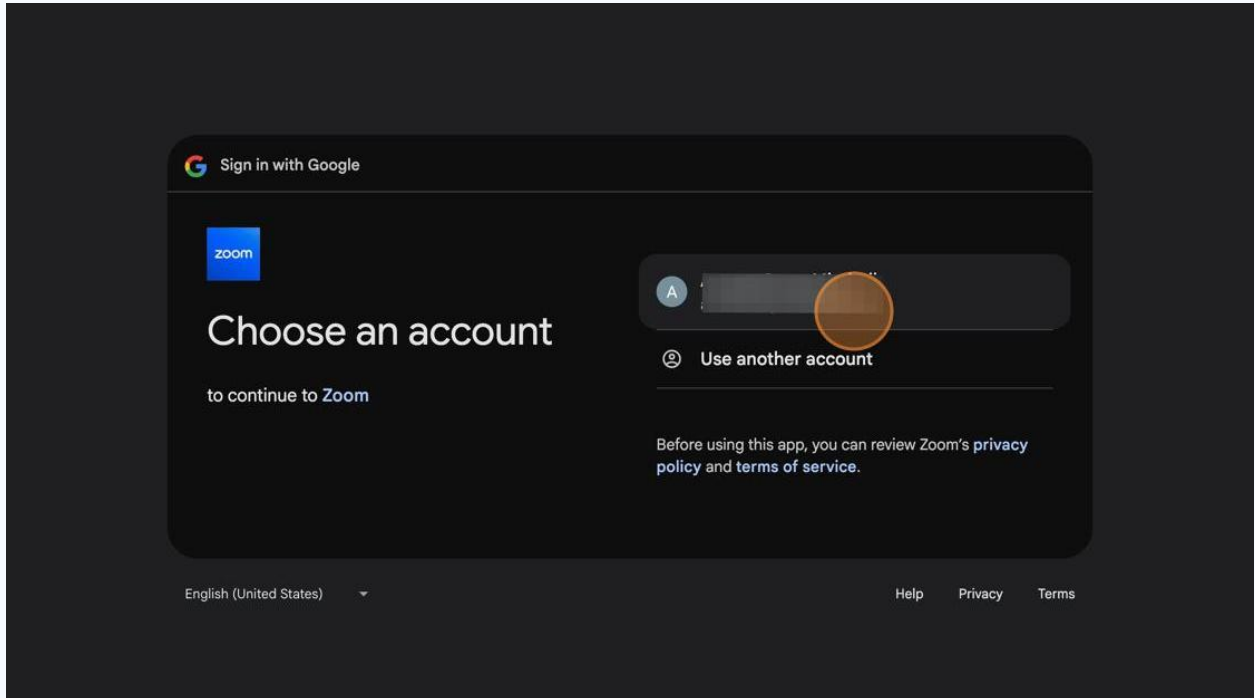 Sign in with Google
zoom
Choose an account
to continue to Zoom
A
Use another account
Before using this app, you can review Zoom's privacy
policy and terms of service.
English (United States)
Help Privacy Terms